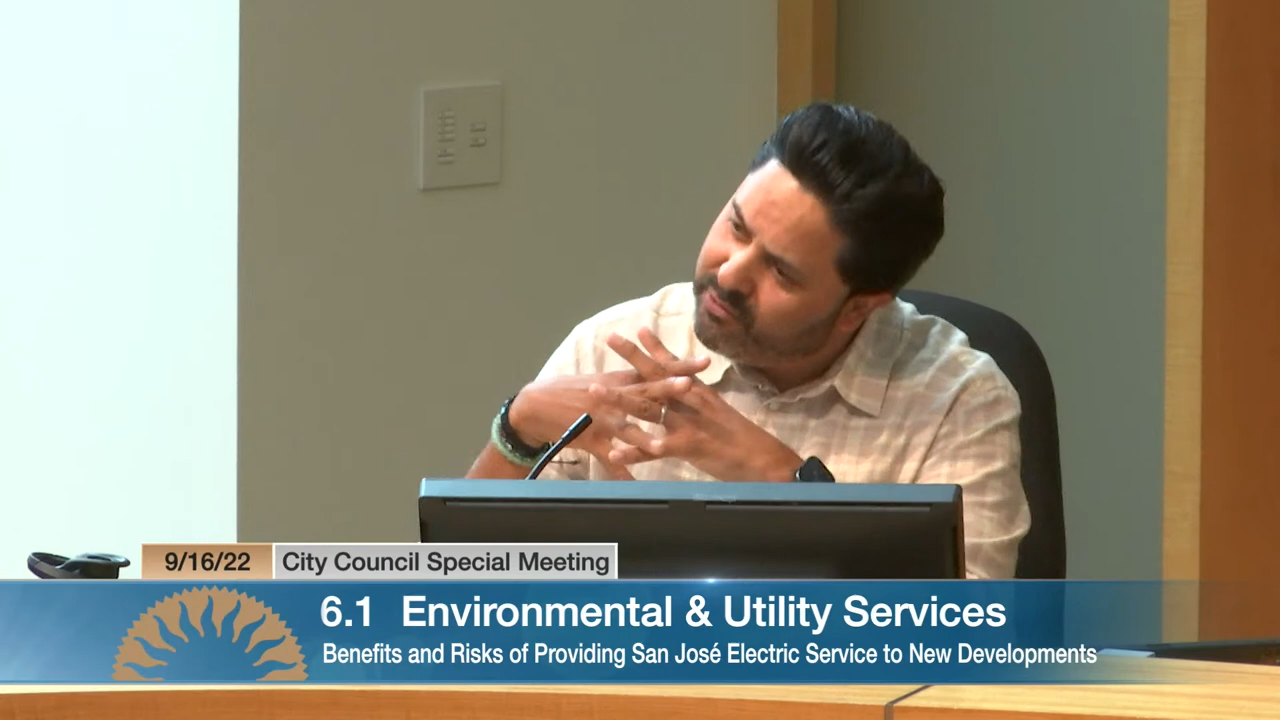 9/16/22 City Council Special Meeting
6.1 Environmental & Utility Services
Benefits and Risks of Providing San José Electric Service to New Developments